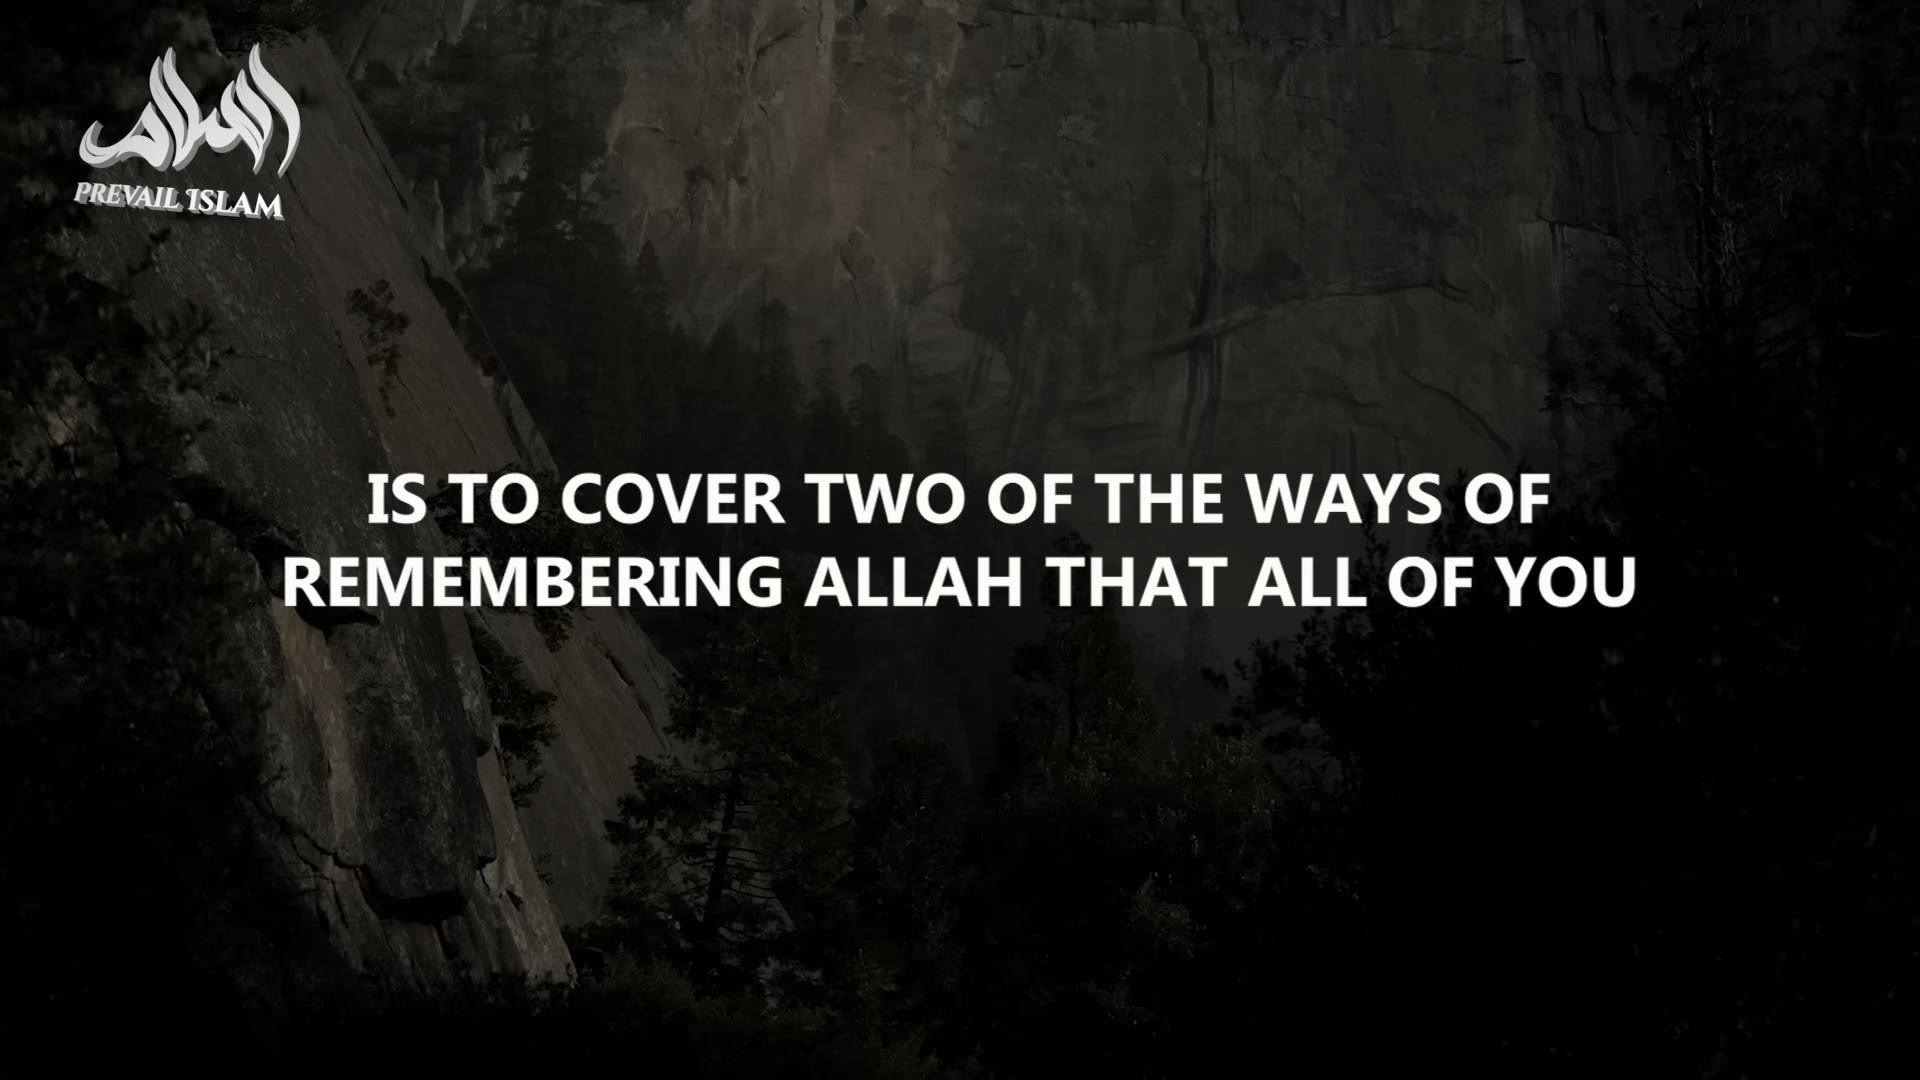 PREVAIL ISLAM
IS TO COVER TWO OF THE WAYS OF
REMEMBERING ALLAH THAT ALL OF YOU